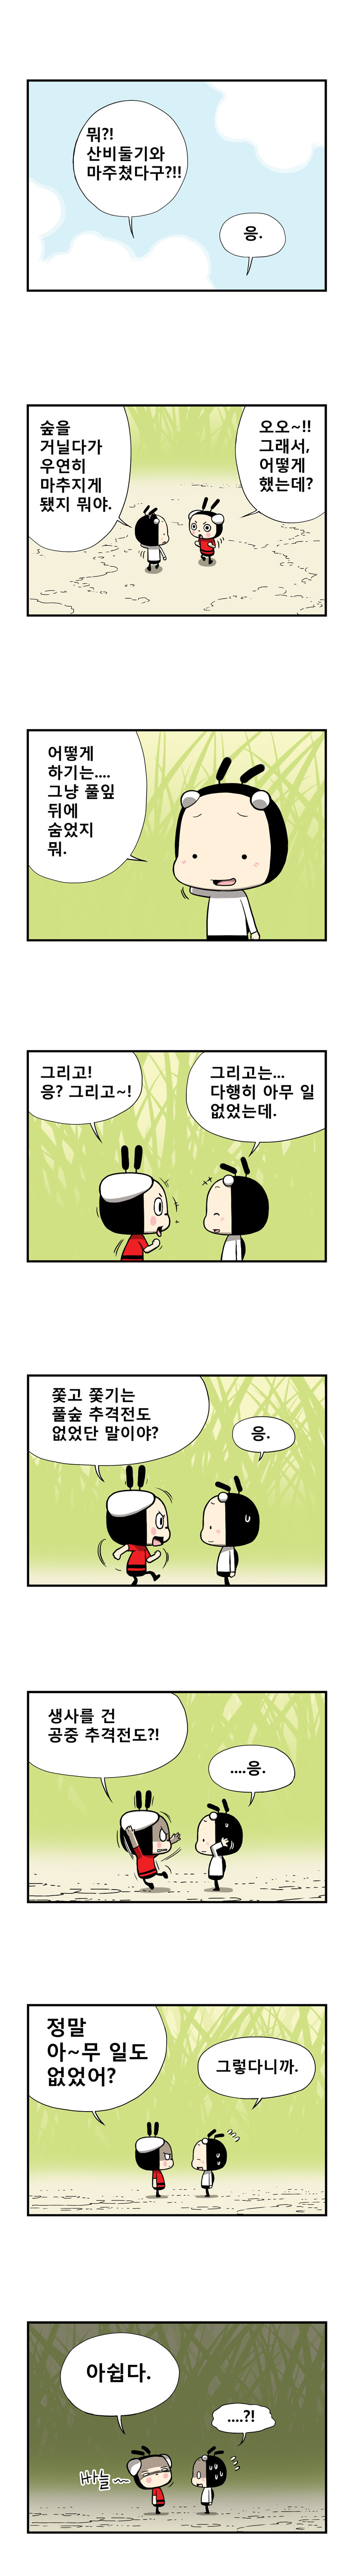 뭐?!
산비둘기와
마주쳤다구?!!
응.
숲을
거닐다가
우연히
마추지게
됐지 뭐야.
오오~!!
그래서,
어떻게
했는데?
어떻게
하기는....
그냥 풀잎
뒤에
숨었지
뭐.
그리고!
응? 그리고~!
그리고는...
다행히 아무 일
없었는데.
쫓고 쫓기는
풀숲 추격전도
없었단 말이야?
응.
생사를 건
공중 추격전도?!
....응.
정말
아~무 일도
없었어?
그렇다니까.
아쉽다.
....?!
빠늘~~